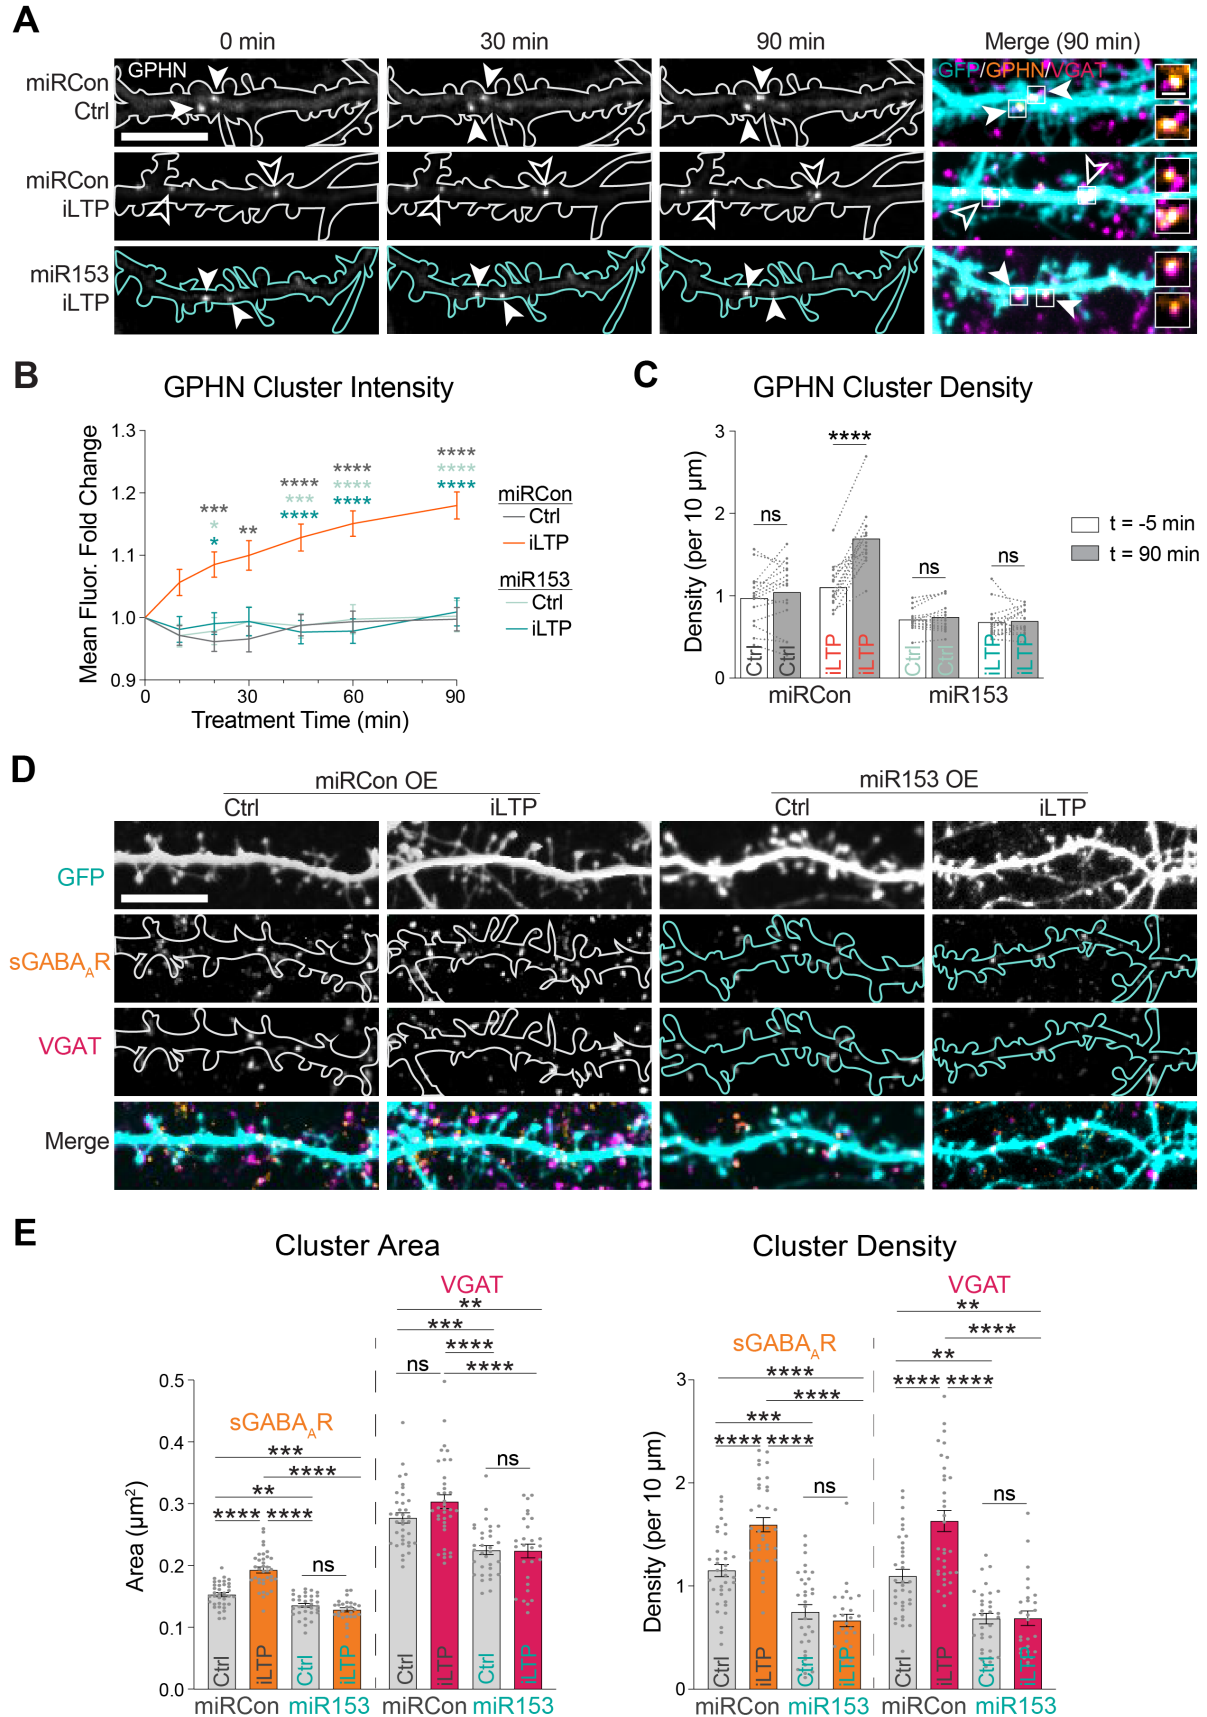 A
0 min 30 min 90 min Merge (90 min)
miRCon
Ctrl
GPHN
GFP/GPHN/VGAT
miRCon
iLTP
miR153
iLTP
B
GPHN Cluster Intensity
Mean Fluor. Fold Change
1.3
1.2
1.1
1.0
0.9
*** * *
**
**** *** ****
**** **** ****
**** **** ****
0 30 60 90
Treatment Time (min)
miRCon
Ctrl
iLTP
miR153
Ctrl
iLTP
C
GPHN Cluster Density
Density (per 10 μm)
3
2
1
0
ns **** ns ns
Ctrl Ctrl iLTP iLTP Ctrl Ctrl iLTP iLTP
miRCon miR153
t = -5 min
t = 90 min
D
miRCon OE miR153 OE
Ctrl iLTP Ctrl iLTP
GFP
sGABAAR
VGAT
Merge
E
Cluster Area
VGAT
**
***
****
ns ****
sGABAAR
***
****
**
**** ****
ns
ns
Area (μm²)
0.5
0.4
0.3
0.2
0.1
0.0
Ctrl iLTP Ctrl iLTP Ctrl iLTP Ctrl iLTP
miRCon miR153 miRCon miR153
Cluster Density
VGAT
**
****
**
**** ****
sGABAAR
****
****
***
**** ****
ns
ns
Density (per 10 μm)
3
2
1
0
Ctrl iLTP Ctrl iLTP Ctrl iLTP Ctrl iLTP
miRCon miR153 miRCon miR153